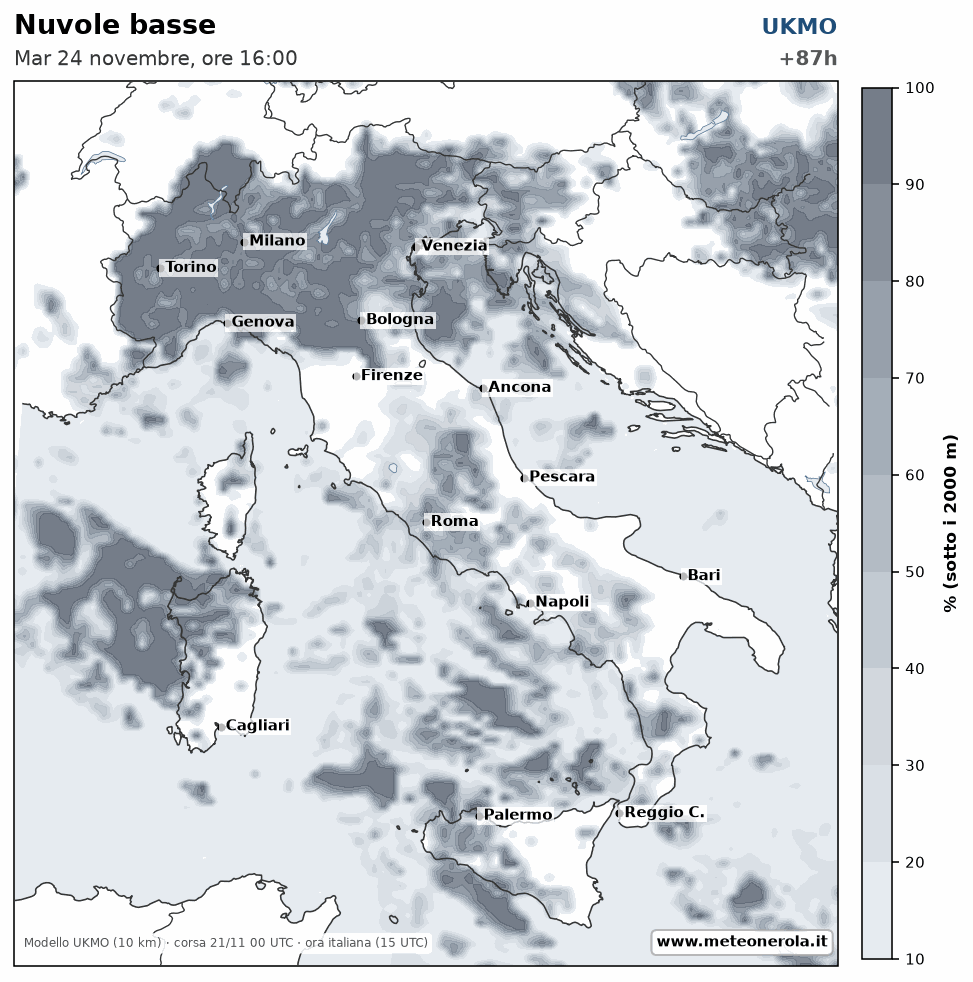 Nuvole basse
UKMO
Mar 24 novembre, ore 16:00
+87h
100
90
80
70
60
50
40
30
20
10
% (sotto i 2000 m)
Milano
Venezia
Torino
Genova
Bologna
Firenze
Ancona
Pescara
Roma
Bari
Napoli
Cagliari
Palermo
Reggio C.
Modello UKMO (10 km) · corsa 21/11 00 UTC · ora italiana (15 UTC)
www.meteonerola.it